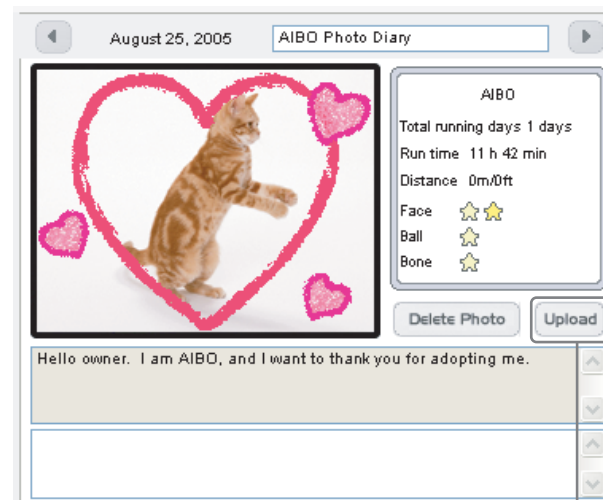 August 25, 2005
AIBO Photo Diary
AIBO
Total running days 1 days
Run time 11 h 42 min
Distance 0m/0ft
Face
Ball
Bone
Delete Photo
Upload
Hello owner. I am AIBO, and I want to thank you for adopting me.